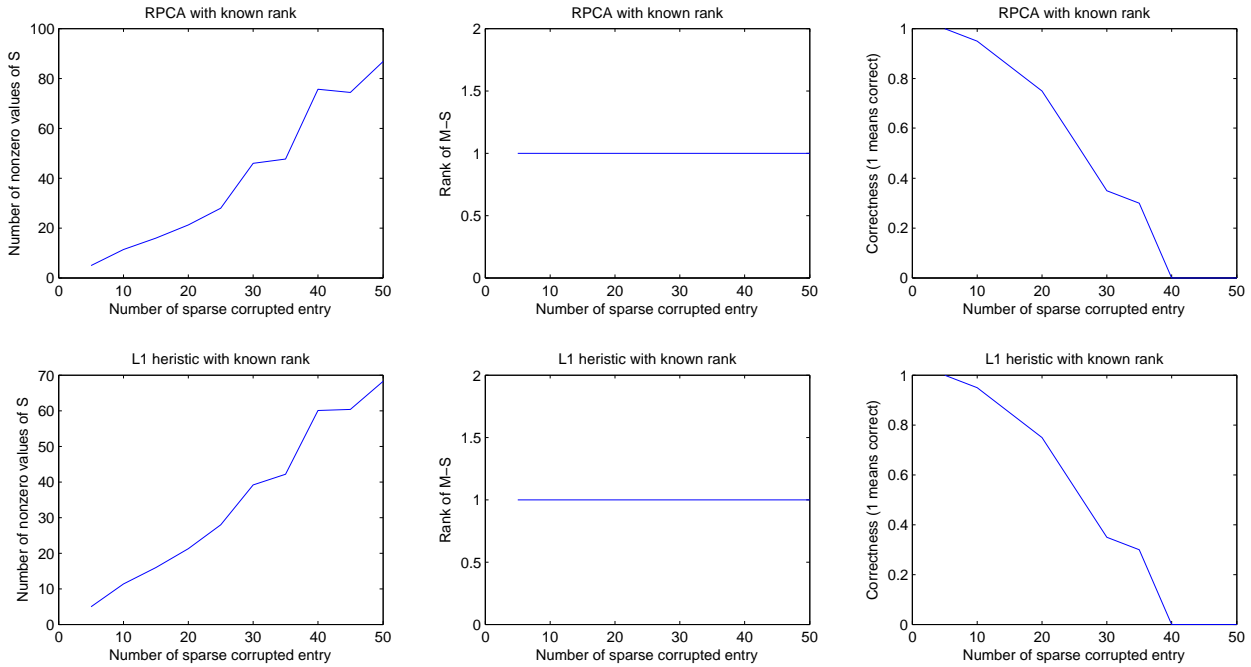 RPCA with known rank
Number of nonzero values of S
100
80
60
40
20
0
0 10 20 30 40 50
Number of sparse corrupted entry
RPCA with known rank
Rank of M−S
2
1.5
1
0.5
0
0 10 20 30 40 50
Number of sparse corrupted entry
RPCA with known rank
Correctness (1 means correct)
1
0.8
0.6
0.4
0.2
0
0 10 20 30 40 50
Number of sparse corrupted entry
L1 heristic with known rank
Number of nonzero values of S
70
60
50
40
30
20
10
0
0 10 20 30 40 50
Number of sparse corrupted entry
L1 heristic with known rank
Rank of M−S
2
1.5
1
0.5
0
0 10 20 30 40 50
Number of sparse corrupted entry
L1 heristic with known rank
Correctness (1 means correct)
1
0.8
0.6
0.4
0.2
0
0 10 20 30 40 50
Number of sparse corrupted entry